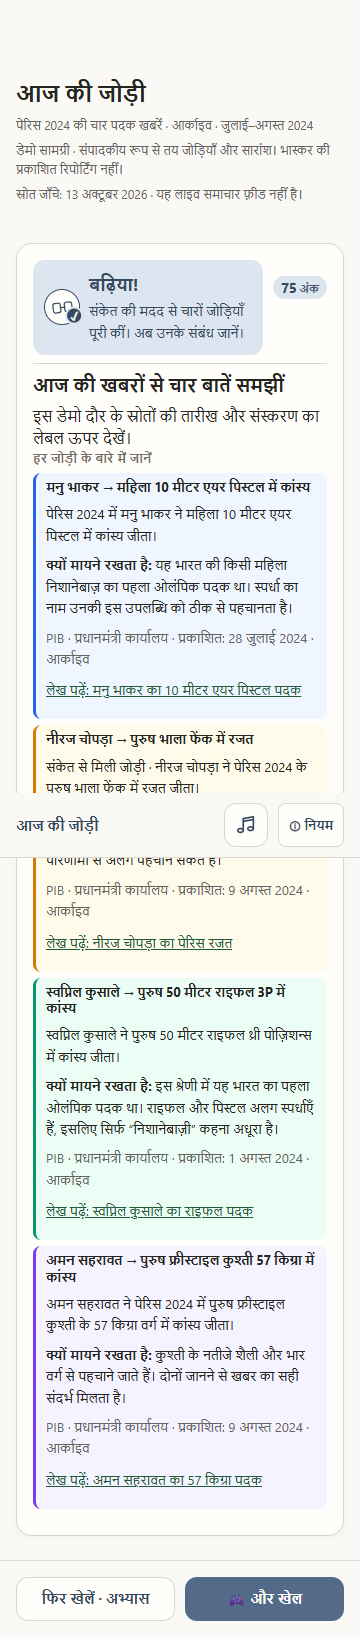 आज की जोड़ी
पेरिस 2024 की चार पदक खबरें · आर्काइव · जुलाई–अगस्त 2024
डेमो सामग्री · संपादकीय रूप से तय जोड़ियाँ और सारांश। भास्कर की
प्रकाशित रिपोर्टिंग नहीं।
स्रोत जाँच: 13 अक्टूबर 2026 · यह लाइव समाचार फ़ीड नहीं है।
बढ़िया!
संकेत की मदद से चारों जोड़ियाँ
पूरी कीं। अब उनके संबंध जानें।
75 अंक
आज की खबरों से चार बातें समझीं
इस डेमो दौर के स्रोतों की तारीख और संस्करण का
लेबल ऊपर देखें।
हर जोड़ी के बारे में जानें
मनु भाकर → महिला 10 मीटर एयर पिस्टल में कांस्य
पेरिस 2024 में मनु भाकर ने महिला 10 मीटर एयर
पिस्टल में कांस्य जीता।
क्यों मायने रखता है: यह भारत की किसी महिला
निशानेबाज़ का पहला ओलंपिक पदक था। स्पर्धा का
नाम उनकी इस उपलब्धि को ठीक से पहचानता है।
PIB · प्रधानमंत्री कार्यालय · प्रकाशित: 28 जुलाई 2024 ·
आर्काइव
लेख पढ़ें: मनु भाकर का 10 मीटर एयर पिस्टल पदक
नीरज चोपड़ा → पुरुष भाला फेंक में रजत
संकेत से मिली जोड़ी · नीरज चोपड़ा ने पेरिस 2024 के
पुरुष भाला फेंक में रजत जीता।
आज की जोड़ी
नियम
परिणामों से अलग पहचान सकते हैं।
PIB · प्रधानमंत्री कार्यालय · प्रकाशित: 9 अगस्त 2024 ·
आर्काइव
लेख पढ़ें: नीरज चोपड़ा का पेरिस रजत
स्वप्निल कुसाले → पुरुष 50 मीटर राइफल 3P में
कांस्य
स्वप्निल कुसाले ने पुरुष 50 मीटर राइफल थ्री पोज़िशन्स
में कांस्य जीता।
क्यों मायने रखता है: इस श्रेणी में यह भारत का पहला
ओलंपिक पदक था। राइफल और पिस्टल अलग स्पर्धाएँ
हैं, इसलिए सिर्फ “निशानेबाज़ी” कहना अधूरा है।
PIB · प्रधानमंत्री कार्यालय · प्रकाशित: 1 अगस्त 2024 ·
आर्काइव
लेख पढ़ें: स्वप्निल कुसाले का राइफल पदक
अमन सहरावत → पुरुष फ्रीस्टाइल कुश्ती 57 किग्रा में
कांस्य
अमन सहरावत ने पेरिस 2024 में पुरुष फ्रीस्टाइल
कुश्ती के 57 किग्रा वर्ग में कांस्य जीता।
क्यों मायने रखता है: कुश्ती के नतीजे शैली और भार
वर्ग से पहचाने जाते हैं। दोनों जानने से खबर का सही
संदर्भ मिलता है।
PIB · प्रधानमंत्री कार्यालय · प्रकाशित: 9 अगस्त 2024 ·
आर्काइव
लेख पढ़ें: अमन सहरावत का 57 किग्रा पदक
फिर खेलें · अभ्यास
और खेल